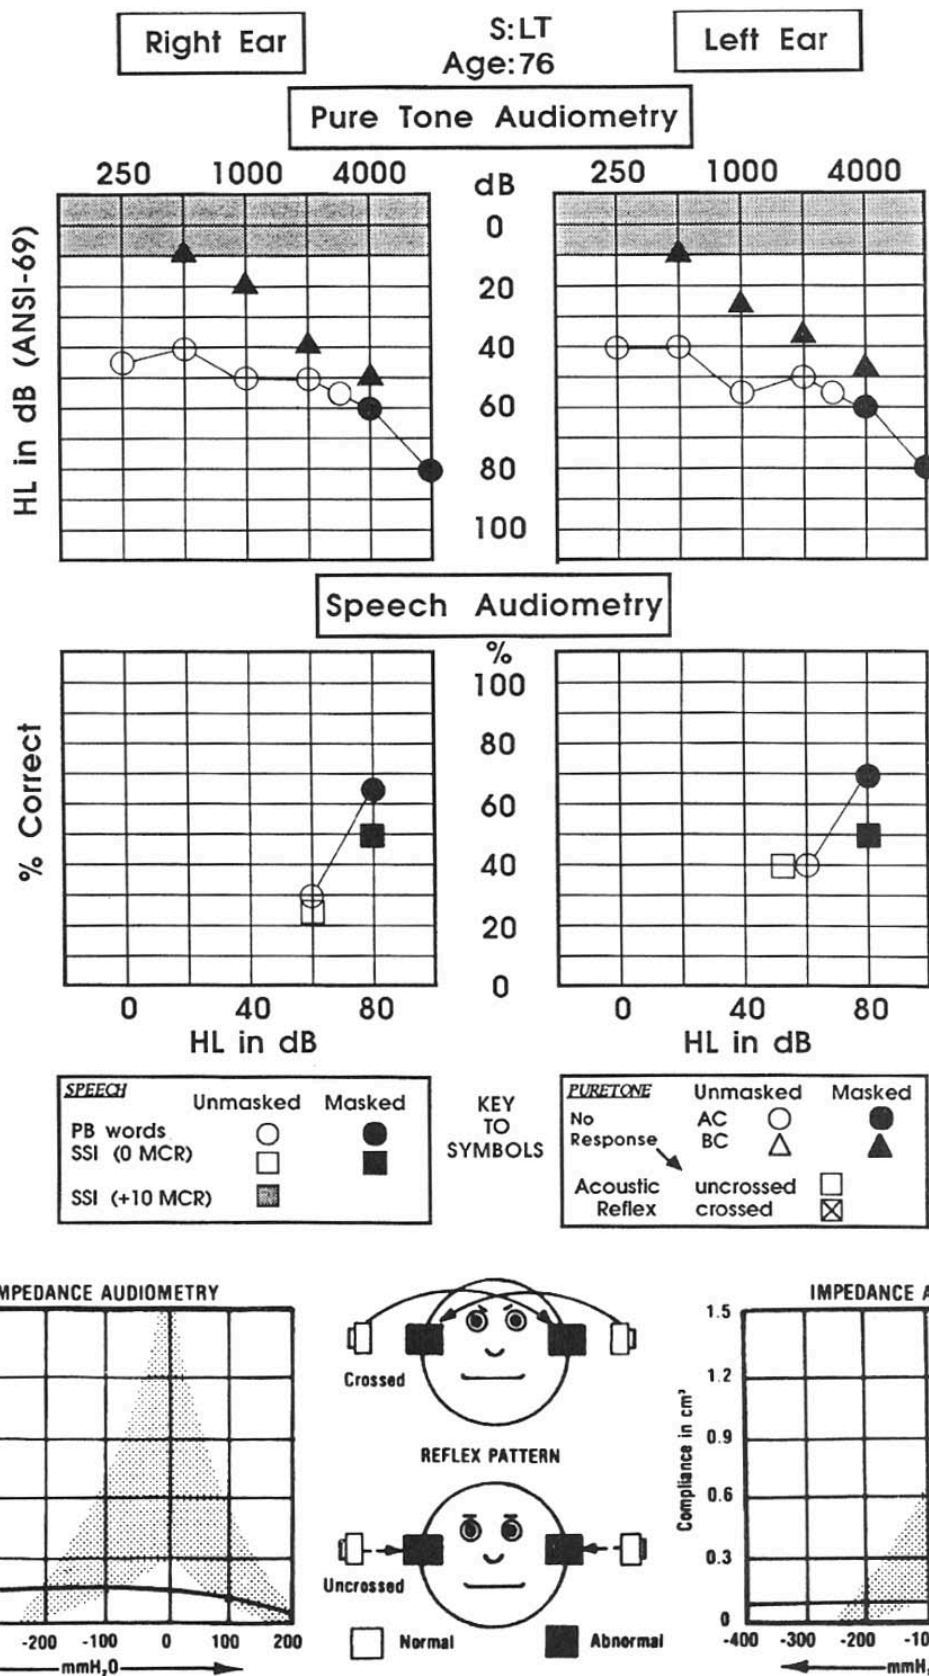 Right Ear
S:LT
Age:76
Left Ear
Pure Tone Audiometry
250 1000 4000 dB 250 1000 4000
HL in dB (ANSI-69)
0
20
40
60
80
100
Speech Audiometry
%
100
80
60
40
20
0
% Correct
0 40 80 0 40 80
HL in dB HL in dB
SPEECH
Unmasked Masked
PB words
SSI (0 MCR)
SSI (+10 MCR)
KEY
TO
SYMBOLS
PURETONE Unmasked Masked
No AC
Response BC
Acoustic uncrossed
Reflex crossed
MPEDANCE AUDIOMETRY
-200 -100 0 100 200
mmH₂O
Crossed
REFLEX PATTERN
Uncrossed
Normal Abnormal
IMPEDANCE A
Compliance in cm³
1.5
1.2
0.9
0.6
0.3
0
-400 -300 -200 -10
mmH